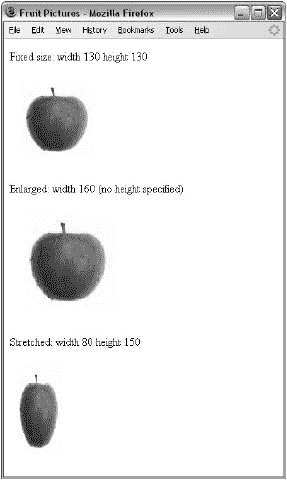 Fruit Pictures - Mozilla Firefox
File Edit View History Bookmarks Tools Help
Fixed size: width 130 height 130
Enlarged: width 160 (no height specified)
Stretched: width 80 height 150